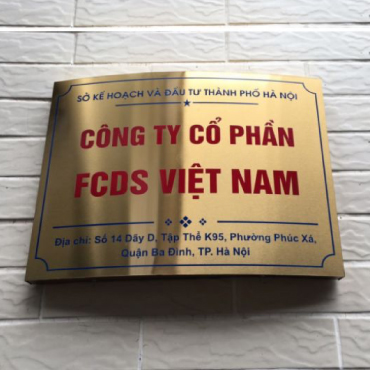 SỞ KẾ HOẠCH VÀ ĐẦU TƯ THÀNH PHỐ HÀ NỘI
CÔNG TY CỔ PHẦN
FCDS VIỆT NAM
Địa chỉ: Số 14 Dãy D, Tập Thể K95, Phường Phúc Xá,
Quận Ba Đình, TP. Hà Nội